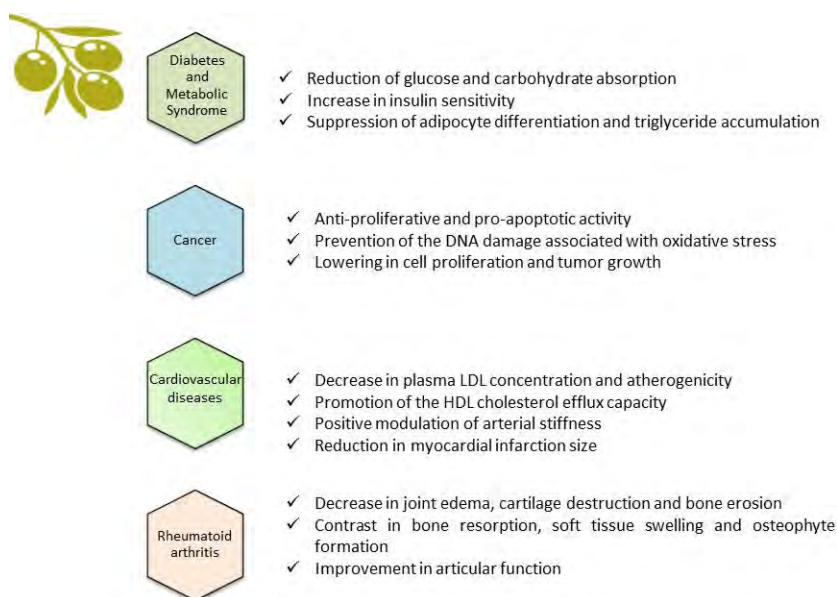 Diabetes
and
Metabolic
Syndrome
✓ Reduction of glucose and carbohydrate absorption
✓ Increase in insulin sensitivity
✓ Suppression of adipocyte differentiation and triglyceride accumulation
Cancer
✓ Anti-proliferative and pro-apoptotic activity
✓ Prevention of the DNA damage associated with oxidative stress
✓ Lowering in cell proliferation and tumor growth
Cardiovascular
diseases
✓ Decrease in plasma LDL concentration and atherogenicity
✓ Promotion of the HDL cholesterol efflux capacity
✓ Positive modulation of arterial stiffness
✓ Reduction in myocardial infarction size
Rheumatoid
arthritis
✓ Decrease in joint edema, cartilage destruction and bone erosion
✓ Contrast in bone resorption, soft tissue swelling and osteophyte
formation
✓ Improvement in articular function